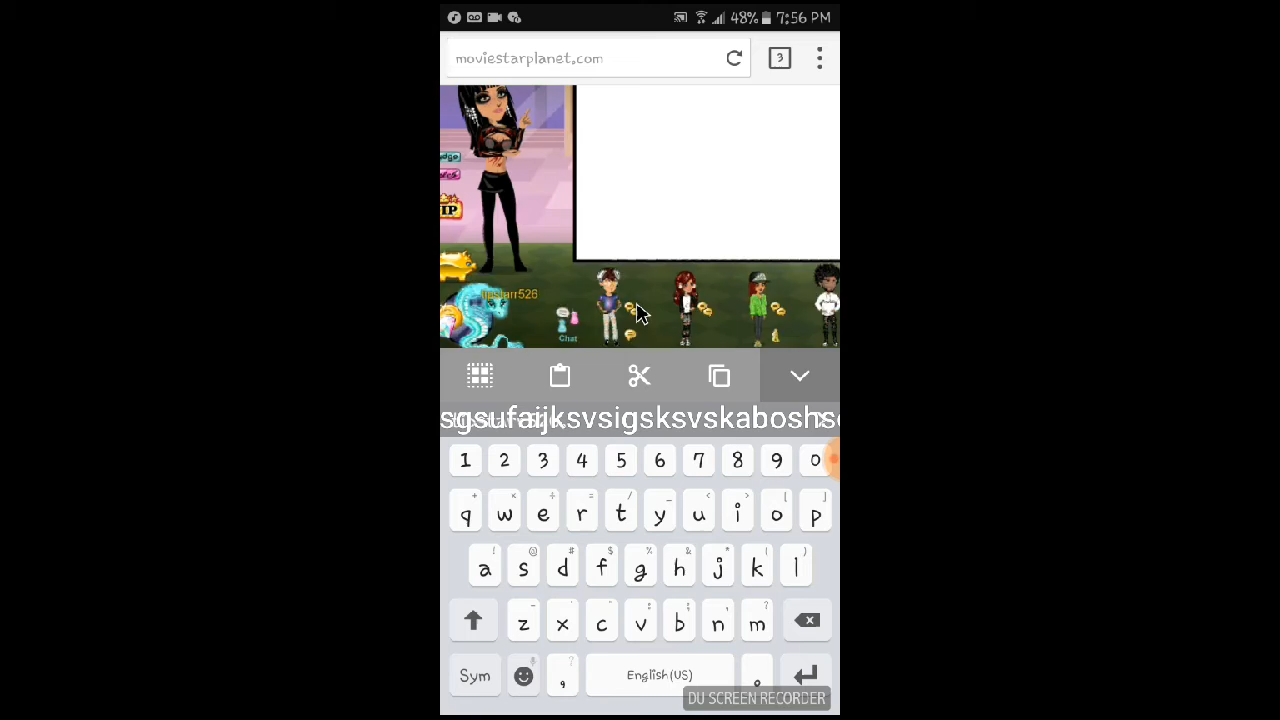 48% 7:56 PM
moviestarplanet.com 3
VIP
Chat
sgsufaijksvsigsksvskaboshs
1 2 3 4 5 6 7 8 9 0
q w e r t y u i o p
a s d f g h j k l
z x c v b n m
Sym , English(US) .
DU SCREEN RECORDER